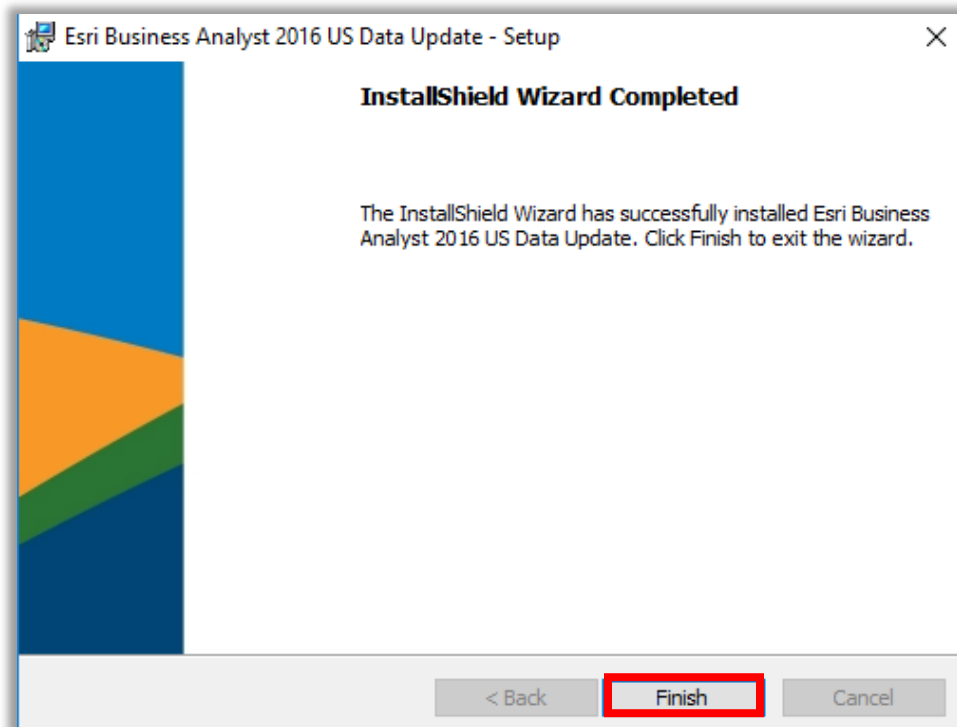 Esri Business Analyst 2016 US Data Update - Setup
InstallShield Wizard Completed
The InstallShield Wizard has successfully installed Esri Business
Analyst 2016 US Data Update. Click Finish to exit the wizard.
< Back Finish Cancel